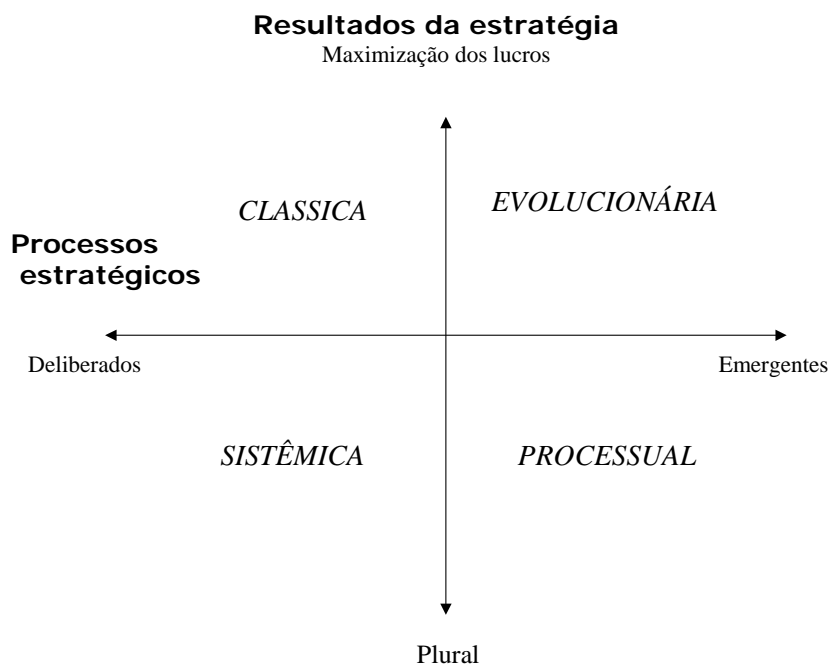 Resultados da estratégia
Maximização dos lucros
CLASSICA
EVOLUCIONÁRIA
Processos
estratégicos
Deliberados
Emergentes
SISTÊMICA
PROCESSUAL
Plural